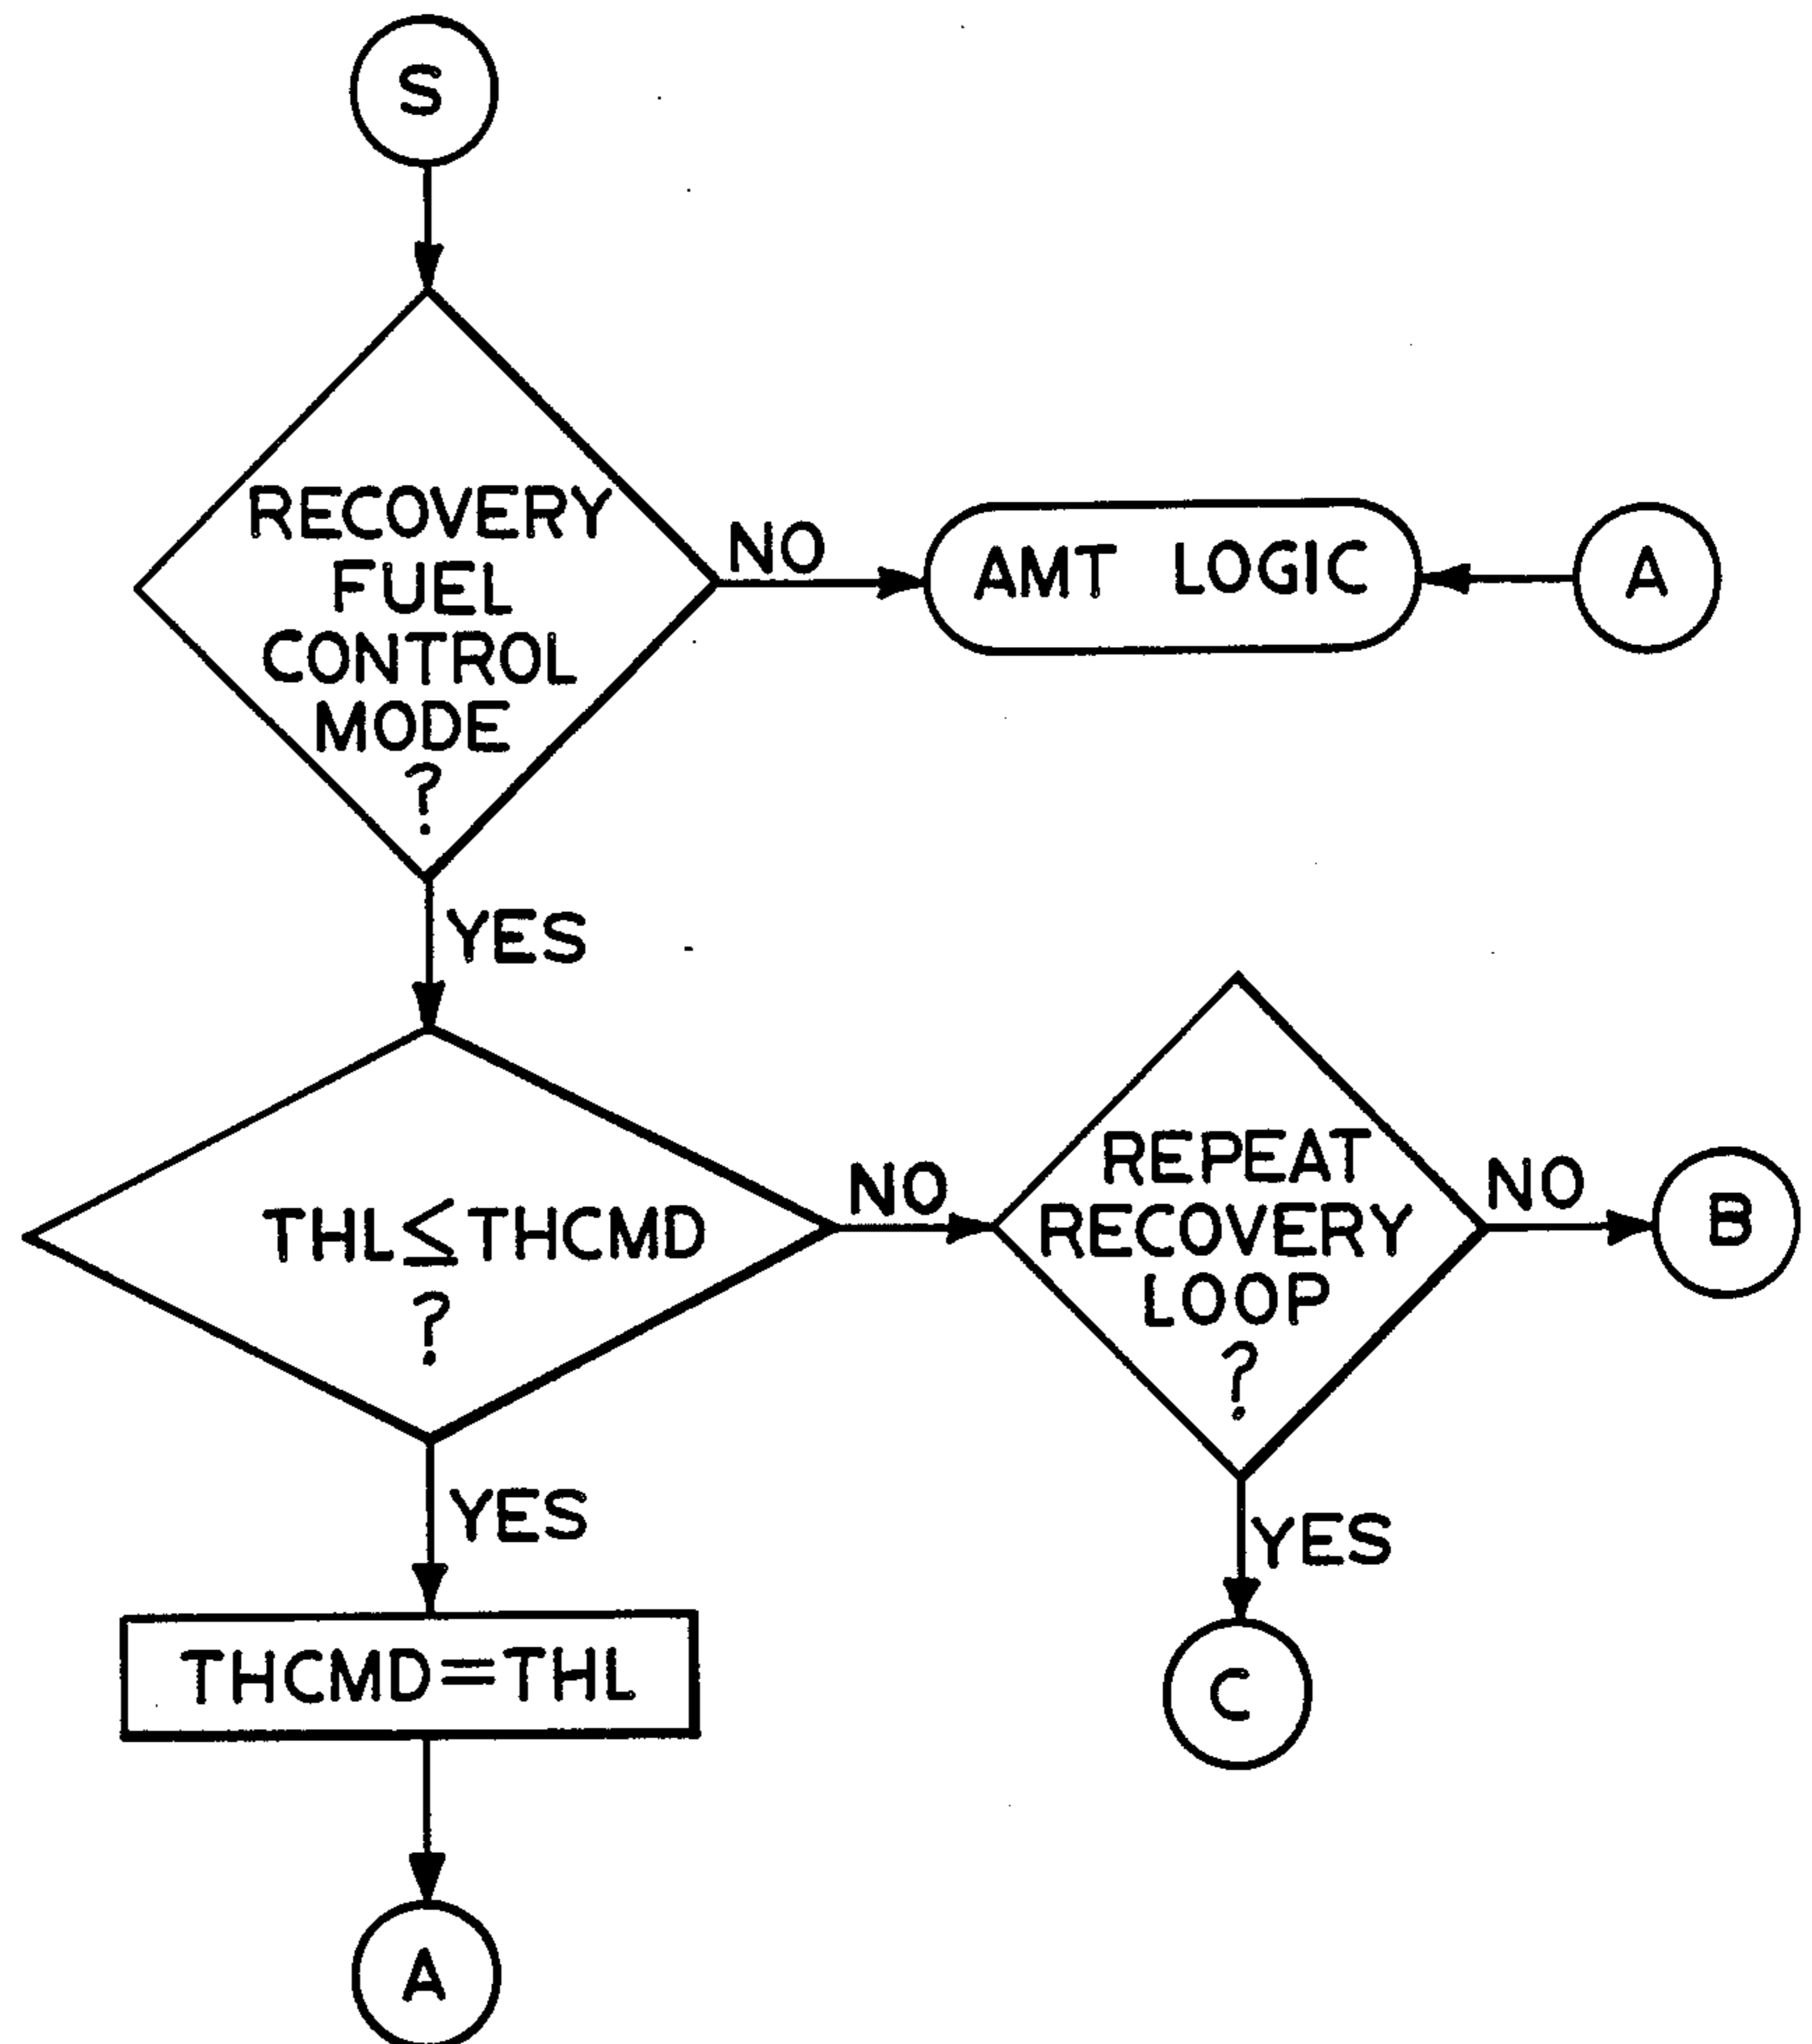 S
RECOVERY
FUEL
CONTROL
MODE
?
NO
AMT LOGIC
A
YES
THL≤THCMD
?
NO
REPEAT
RECOVERY
LOOP
?
NO
B
YES
THCMD=THL
YES
C
A